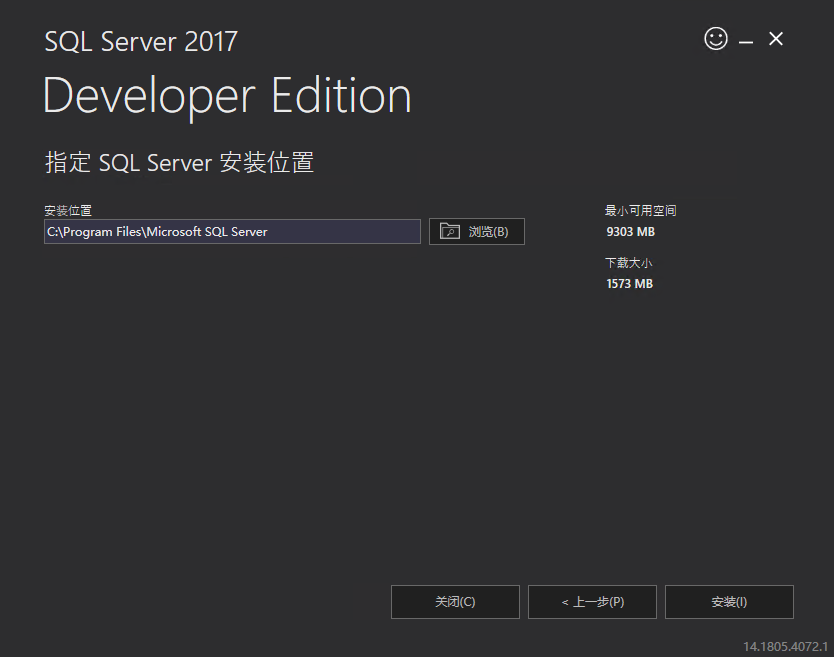 SQL Server 2017
Developer Edition
指定 SQL Server 安装位置
安装位置
C:\Program Files\Microsoft SQL Server
浏览(B)
最小可用空间
9303 MB
下载大小
1573 MB
关闭(C)
< 上一步(P)
安装(I)
14.1805.4072.1